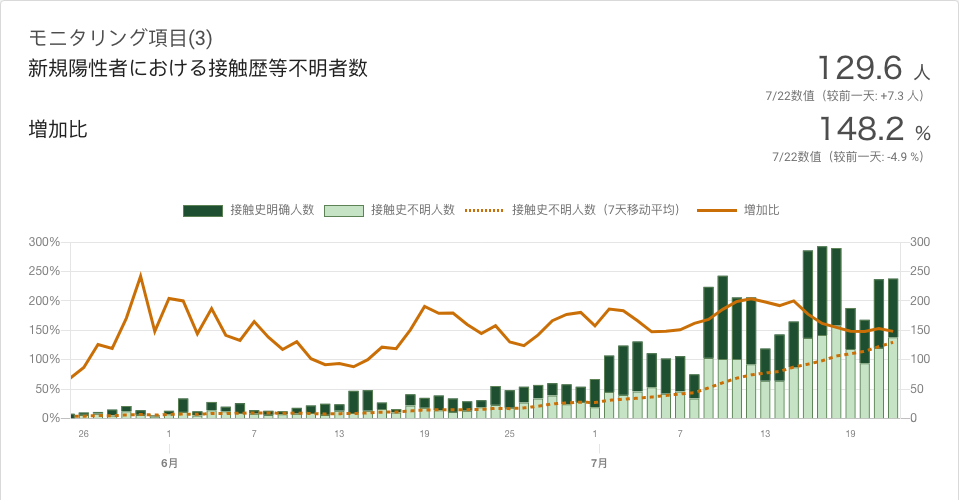 モニタリング項目(3)
新規陽性者における接触歴等不明者数
129.6 人
7/22数值（较前一天: +7.3 人）
増加比
148.2 %
7/22数值（较前一天: -4.9 %）
接触史明确人数 接触史不明人数 接触史不明人数（7天移动平均） 增加比
300% 300
250% 250
200% 200
150% 150
100% 100
50% 50
0% 0
26 1 7 13 19 25 1 7 13 19
6月 7月